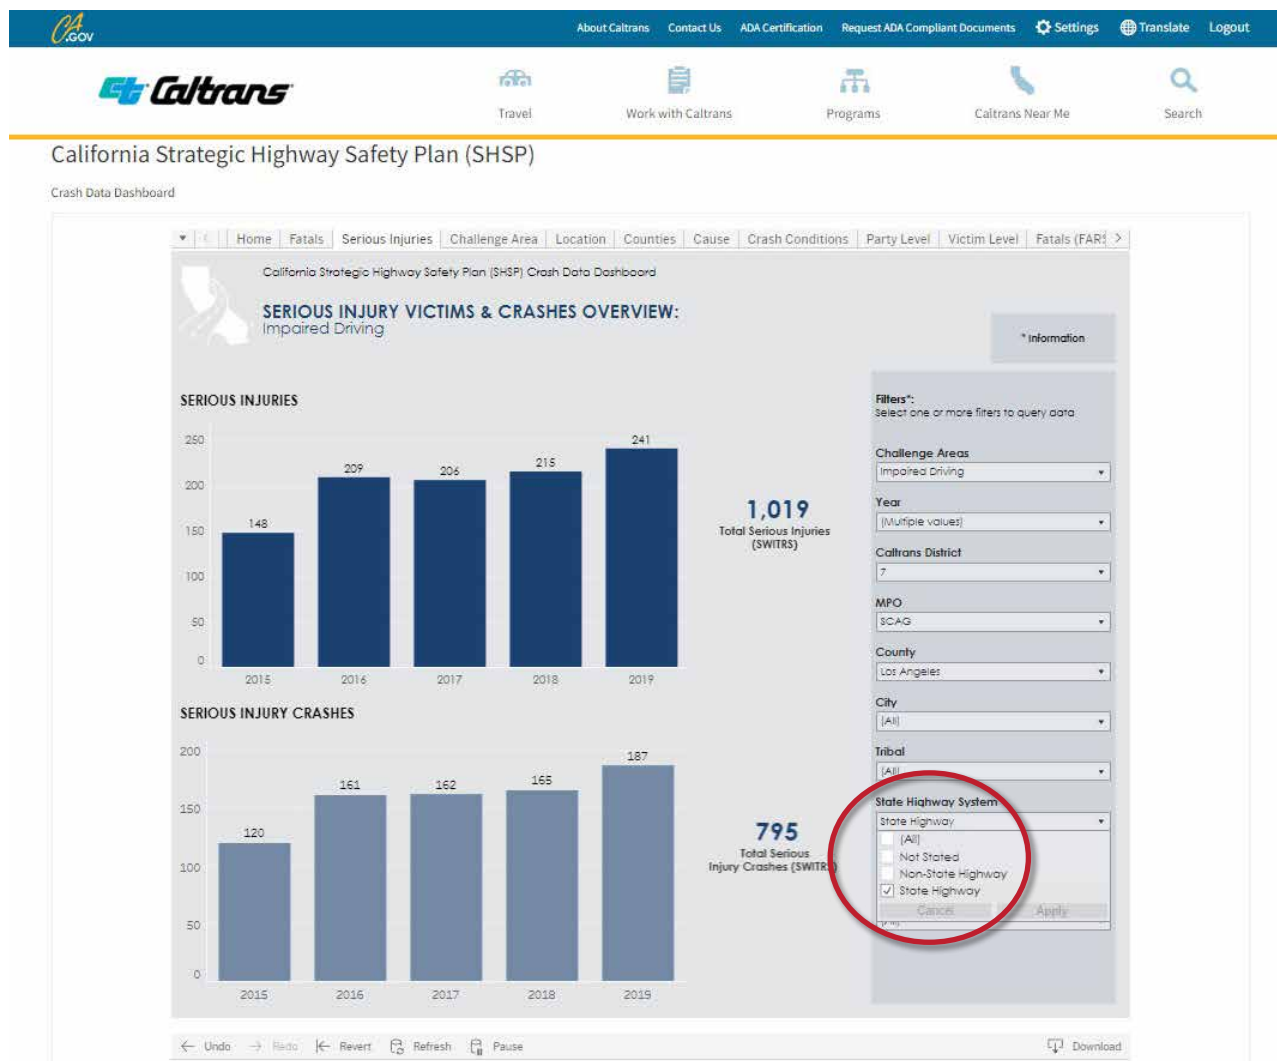 CA.GOV
About Caltrans Contact Us ADA Certification Request ADA Compliant Documents Settings Translate Logout
Caltrans
Travel Work with Caltrans Programs Caltrans Near Me Search
California Strategic Highway Safety Plan (SHSP)
Crash Data Dashboard
Home Fatals Serious Injuries Challenge Area Location Counties Cause Crash Conditions Party Level Victim Level Fatals (FARS
California Strategic Highway Safety Plan (SHSP) Crash Data Dashboard
SERIOUS INJURY VICTIMS & CRASHES OVERVIEW:
Impaired Driving
* Information
SERIOUS INJURIES
250
200
150
100
50
0
148
209
206
215
241
2015 2016 2017 2018 2019
1,019
Total Serious Injuries
(SWITRS)
SERIOUS INJURY CRASHES
200
150
100
50
0
120
161
162
165
187
2015 2016 2017 2018 2019
795
Total Serious
Injury Crashes (SWITRS)
Filters*:
Select one or more filters to query data
Challenge Areas
Impaired Driving
Year
(Multiple values)
Caltrans District
7
MPO
SCAG
County
Los Angeles
City
(All)
Tribal
(All)
State Highway System
State Highway
(All)
Not Stated
Non-State Highway
State Highway
Cancel Apply
Undo Redo Revert Refresh Pause Download